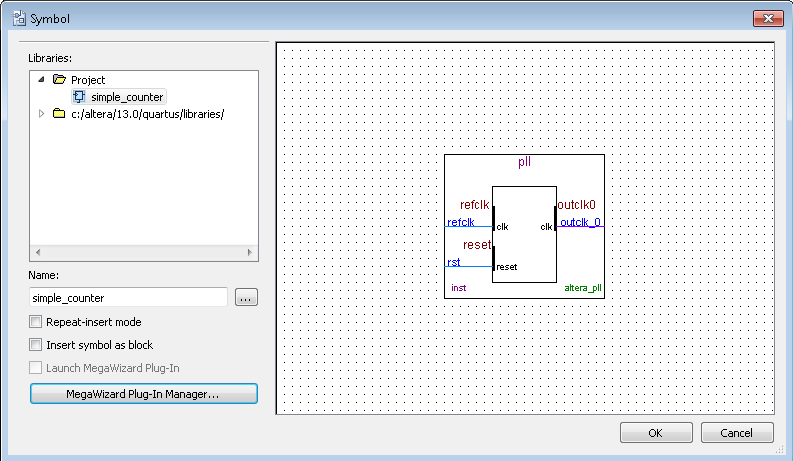 Symbol
Libraries:
Project
simple_counter
c:/altera/13.0/quartus/libraries/
Name:
simple_counter
...
Repeat-insert mode
Insert symbol as block
Launch MegaWizard Plug-In
MegaWizard Plug-In Manager...
pll
refclk
outclk0
refclk
clk
clk
outclk_0
reset
rst
reset
inst
altera_pll
OK
Cancel